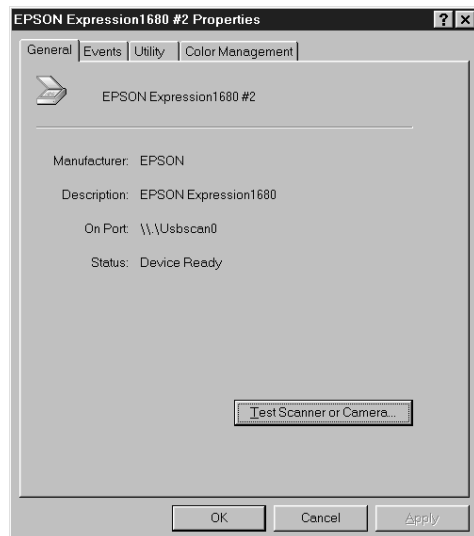 EPSON Expression1680 #2 Properties
? ×
General Events Utility Color Management
EPSON Expression1680 #2
Manufacturer: EPSON
Description: EPSON Expression1680
On Port: \\.\Usbscan0
Status: Device Ready
Test Scanner or Camera...
OK Cancel Apply